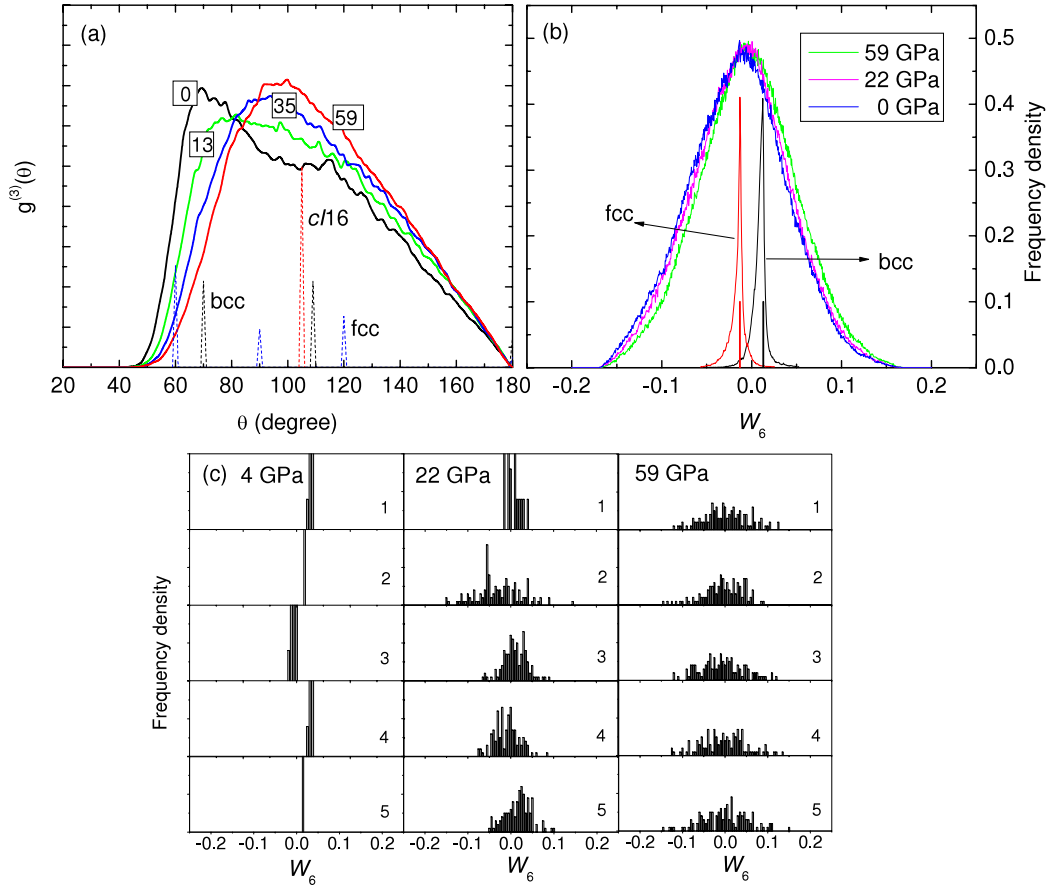 (a)
0
35
59
13
cI16
bcc
fcc
g(3)(θ)
20 40 60 80 100 120 140 160 180
θ (degree)
(b)
59 GPa
22 GPa
0 GPa
fcc
bcc
0.5
0.4
0.3
0.2
0.1
0.0
Frequency density
-0.2 -0.1 0.0 0.1 0.2
W6
(c) 4 GPa 22 GPa 59 GPa
1 1 1
2 2 2
3 3 3
4 4 4
5 5 5
Frequency density
-0.2 -0.1 0.0 0.1 -0.2 -0.1 0.0 0.1 -0.2 -0.1 0.0 0.1 0.2
W6 W6 W6